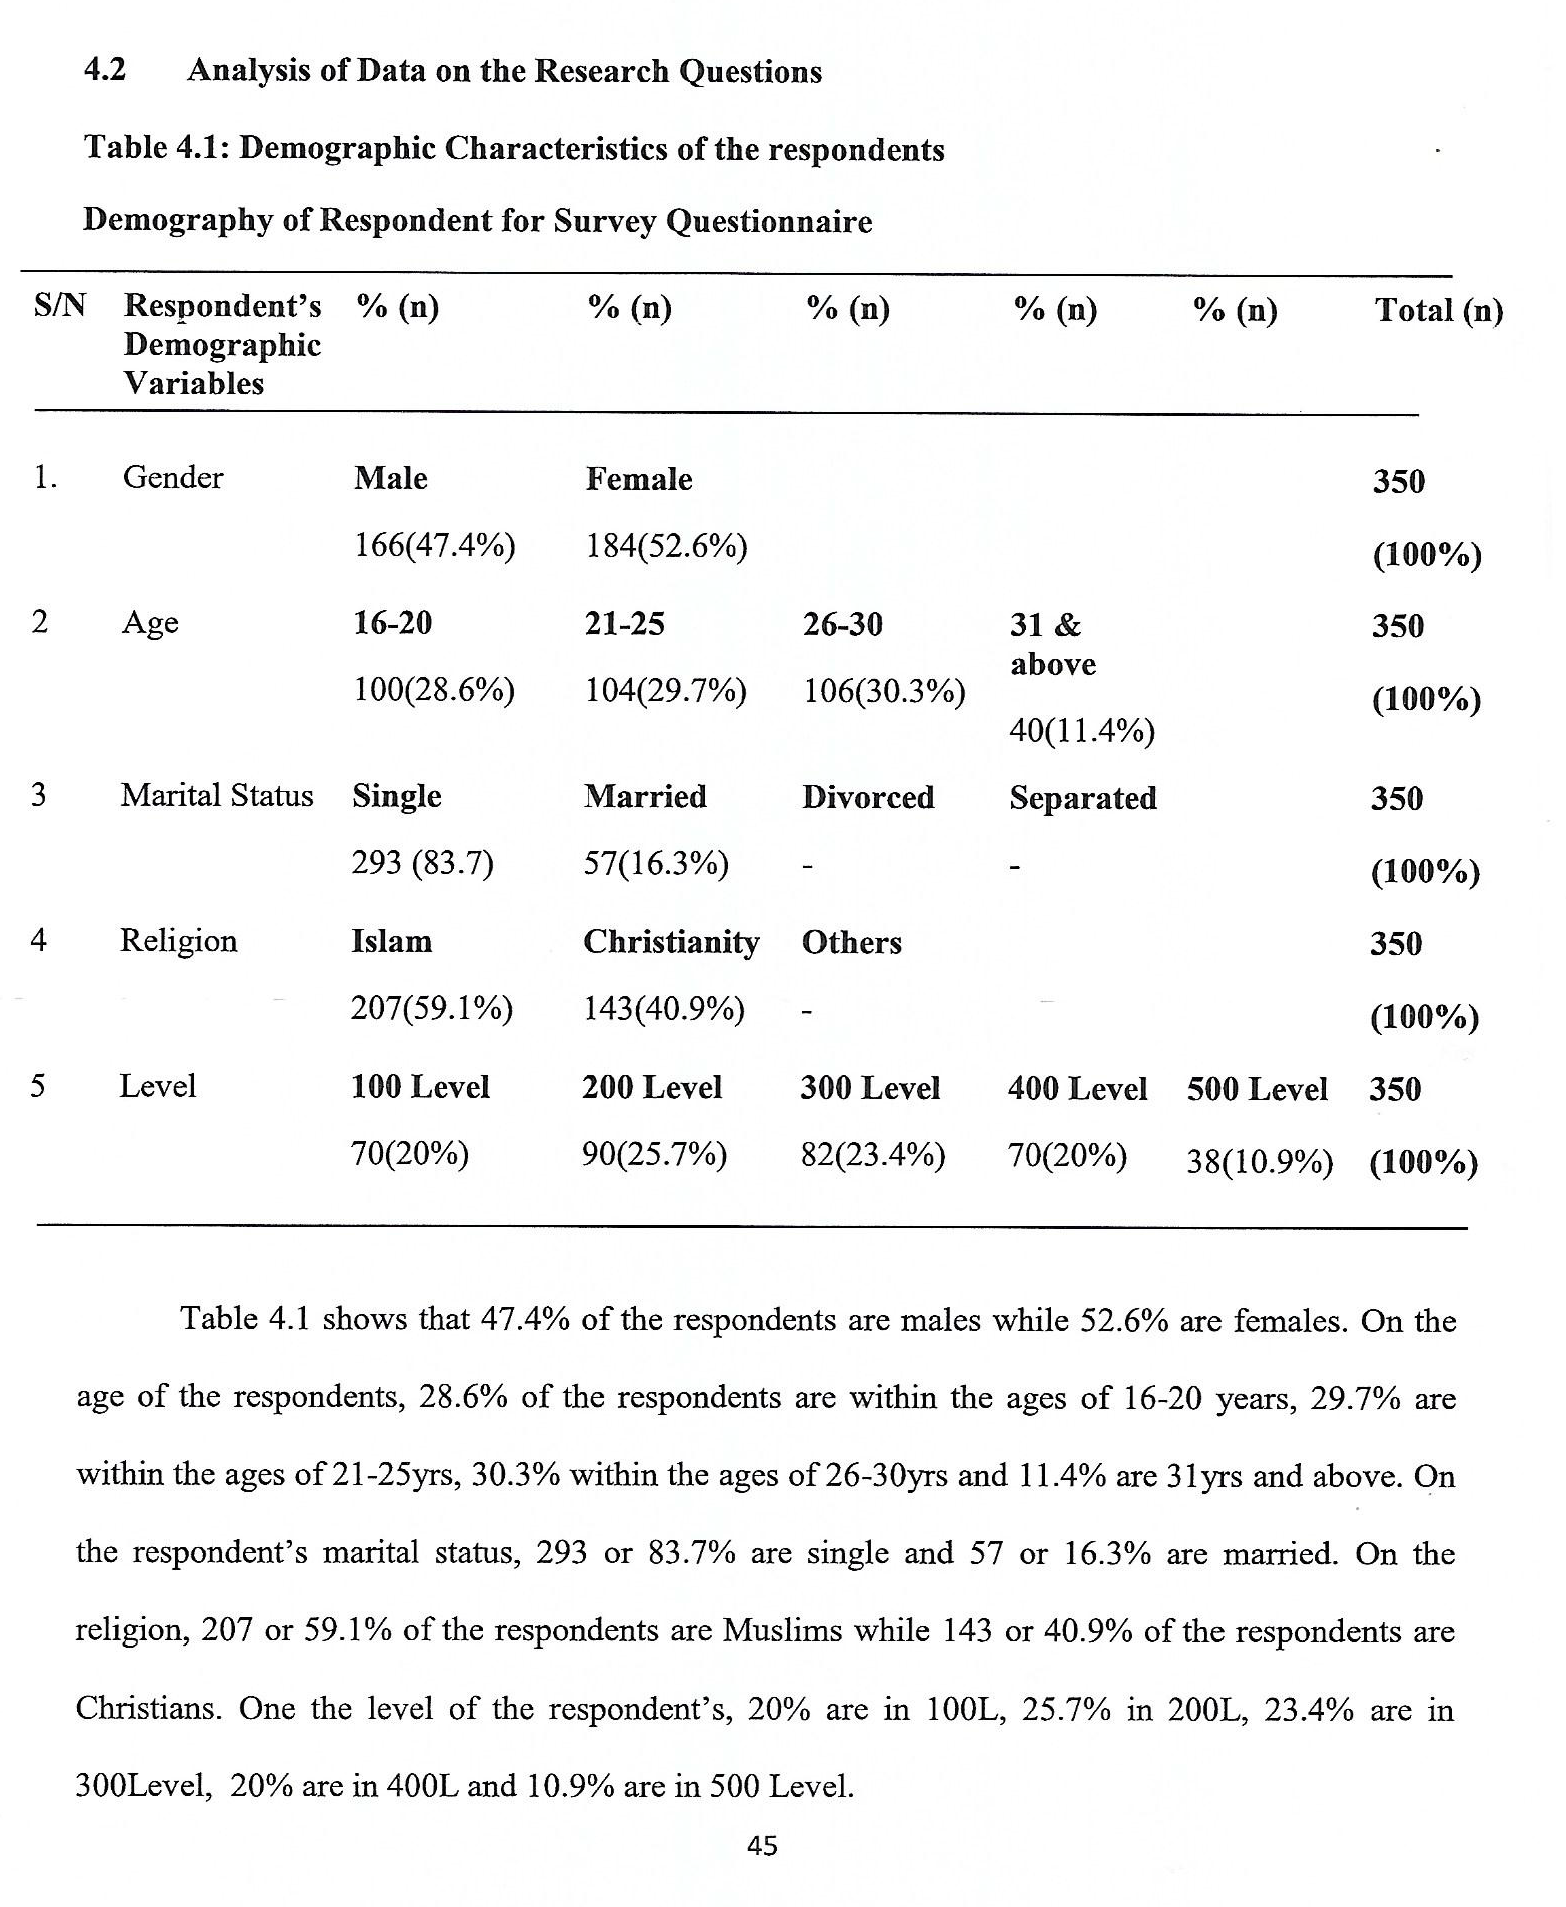 4.2 Analysis of Data on the Research Questions
Table 4.1: Demographic Characteristics of the respondents
Demography of Respondent for Survey Questionnaire
S/N Respondent's % (n) % (n) % (n) % (n) % (n) Total (n)
Demographic
Variables
1. Gender Male Female 350
166(47.4%) 184(52.6%) (100%)
2 Age 16-20 21-25 26-30 31 & 350
above
100(28.6%) 104(29.7%) 106(30.3%) (100%)
40(11.4%)
3 Marital Status Single Married Divorced Separated 350
293 (83.7) 57(16.3%) - - (100%)
4 Religion Islam Christianity Others 350
207(59.1%) 143(40.9%) - (100%)
5 Level 100 Level 200 Level 300 Level 400 Level 500 Level 350
70(20%) 90(25.7%) 82(23.4%) 70(20%) 38(10.9%) (100%)
Table 4.1 shows that 47.4% of the respondents are males while 52.6% are females. On the
age of the respondents, 28.6% of the respondents are within the ages of 16-20 years, 29.7% are
within the ages of 21-25yrs, 30.3% within the ages of 26-30yrs and 11.4% are 31yrs and above. On
the respondent's marital status, 293 or 83.7% are single and 57 or 16.3% are married. On the
religion, 207 or 59.1% of the respondents are Muslims while 143 or 40.9% of the respondents are
Christians. One the level of the respondent's, 20% are in 100L, 25.7% in 200L, 23.4% are in
300Level, 20% are in 400L and 10.9% are in 500 Level.
45